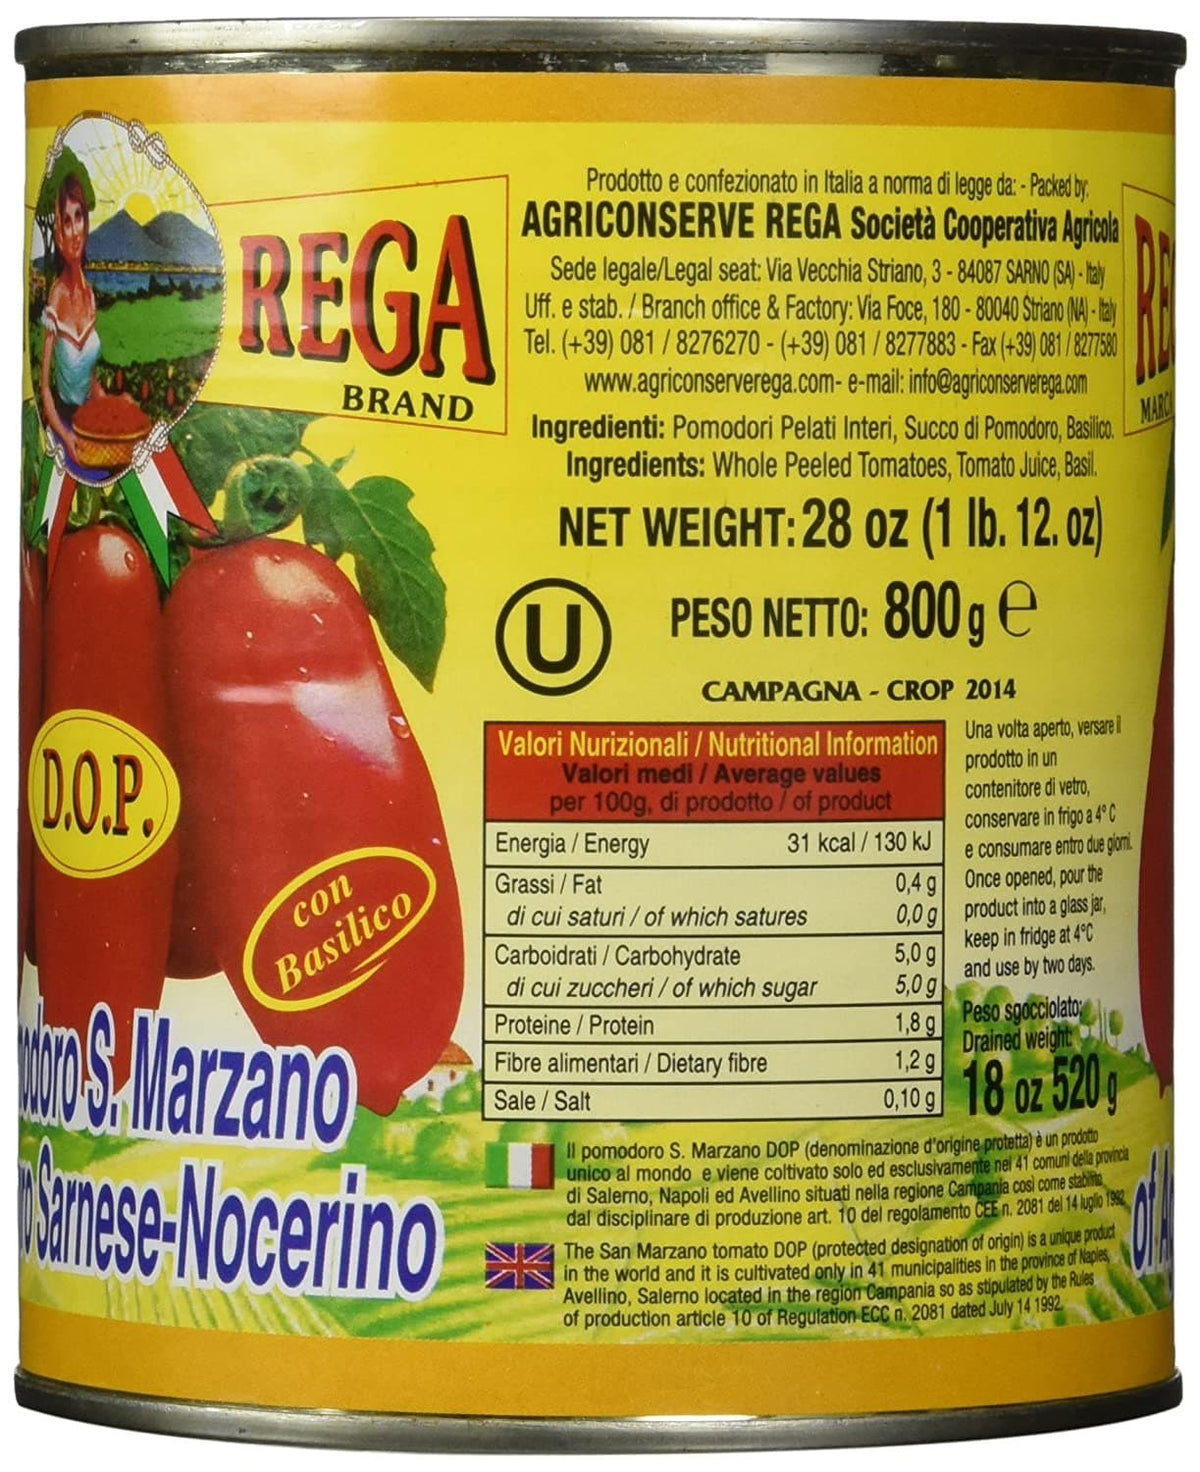 REGA
BRAND
D.O.P.
con
Basilico
S. Marzano
Sarnese-Nocerino
Prodotto e confezionato in Italia a norma di legge da: - Packed by:
AGRICONSERVE REGA Società Cooperativa Agricola
Sede legale/Legal seat: Via Vecchia Striano, 3 - 84087 SARNO (SA) - Italy
Uff. e stab. / Branch office & Factory: Via Foce, 180 - 80040 Striano (NA) - Italy
Tel. (+39) 081 / 8276270 - (+39) 081 / 8277883 - Fax (+39) 081 / 8277580
www.agriconserverega.com- e-mail: info@agriconserverega.com
Ingredienti: Pomodori Pelati Interi, Succo di Pomodoro, Basilico.
Ingredients: Whole Peeled Tomatoes, Tomato Juice, Basil.
NET WEIGHT: 28 oz (1 lb. 12. oz)
U
PESO NETTO: 800 g e
CAMPAGNA - CROP 2014
Valori Nurizionali / Nutritional Information
Valori medi / Average values
per 100g, di prodotto / of product
Energia / Energy 31 kcal / 130 kJ
Grassi / Fat 0,4 g
di cui saturi / of which satures 0,0 g
Carboidrati / Carbohydrate 5,0 g
di cui zuccheri / of which sugar 5,0 g
Proteine / Protein 1,8 g
Fibre alimentari / Dietary fibre 1,2 g
Sale / Salt 0,10 g
Una volta aperto, versare il
prodotto in un
contenitore di vetro,
conservare in frigo a 4° C
e consumare entro due giorni.
Once opened, pour the
product into a glass jar,
keep in fridge at 4°C
and use by two days.
Peso sgocciolato:
Drained weight:
18 oz 520 g
Il pomodoro S. Marzano DOP (denominazione d'origine protetta) è un prodotto
unico al mondo e viene coltivato solo ed esclusivamente nei 41 comuni della provincia
di Salerno, Napoli ed Avellino situati nella regione Campania così come stabilito
dal disciplinare di produzione art. 10 del regolamento CEE n. 2081 del 14 luglio 1992
The San Marzano tomato DOP (protected designation of origin) is a unique product
in the world and it is cultivated only in 41 municipalities in the province of Naples,
Avellino, Salerno located in the region Campania so as stipulated by the Rules
of production article 10 of Regulation ECC n. 2081 dated July 14 1992.
of